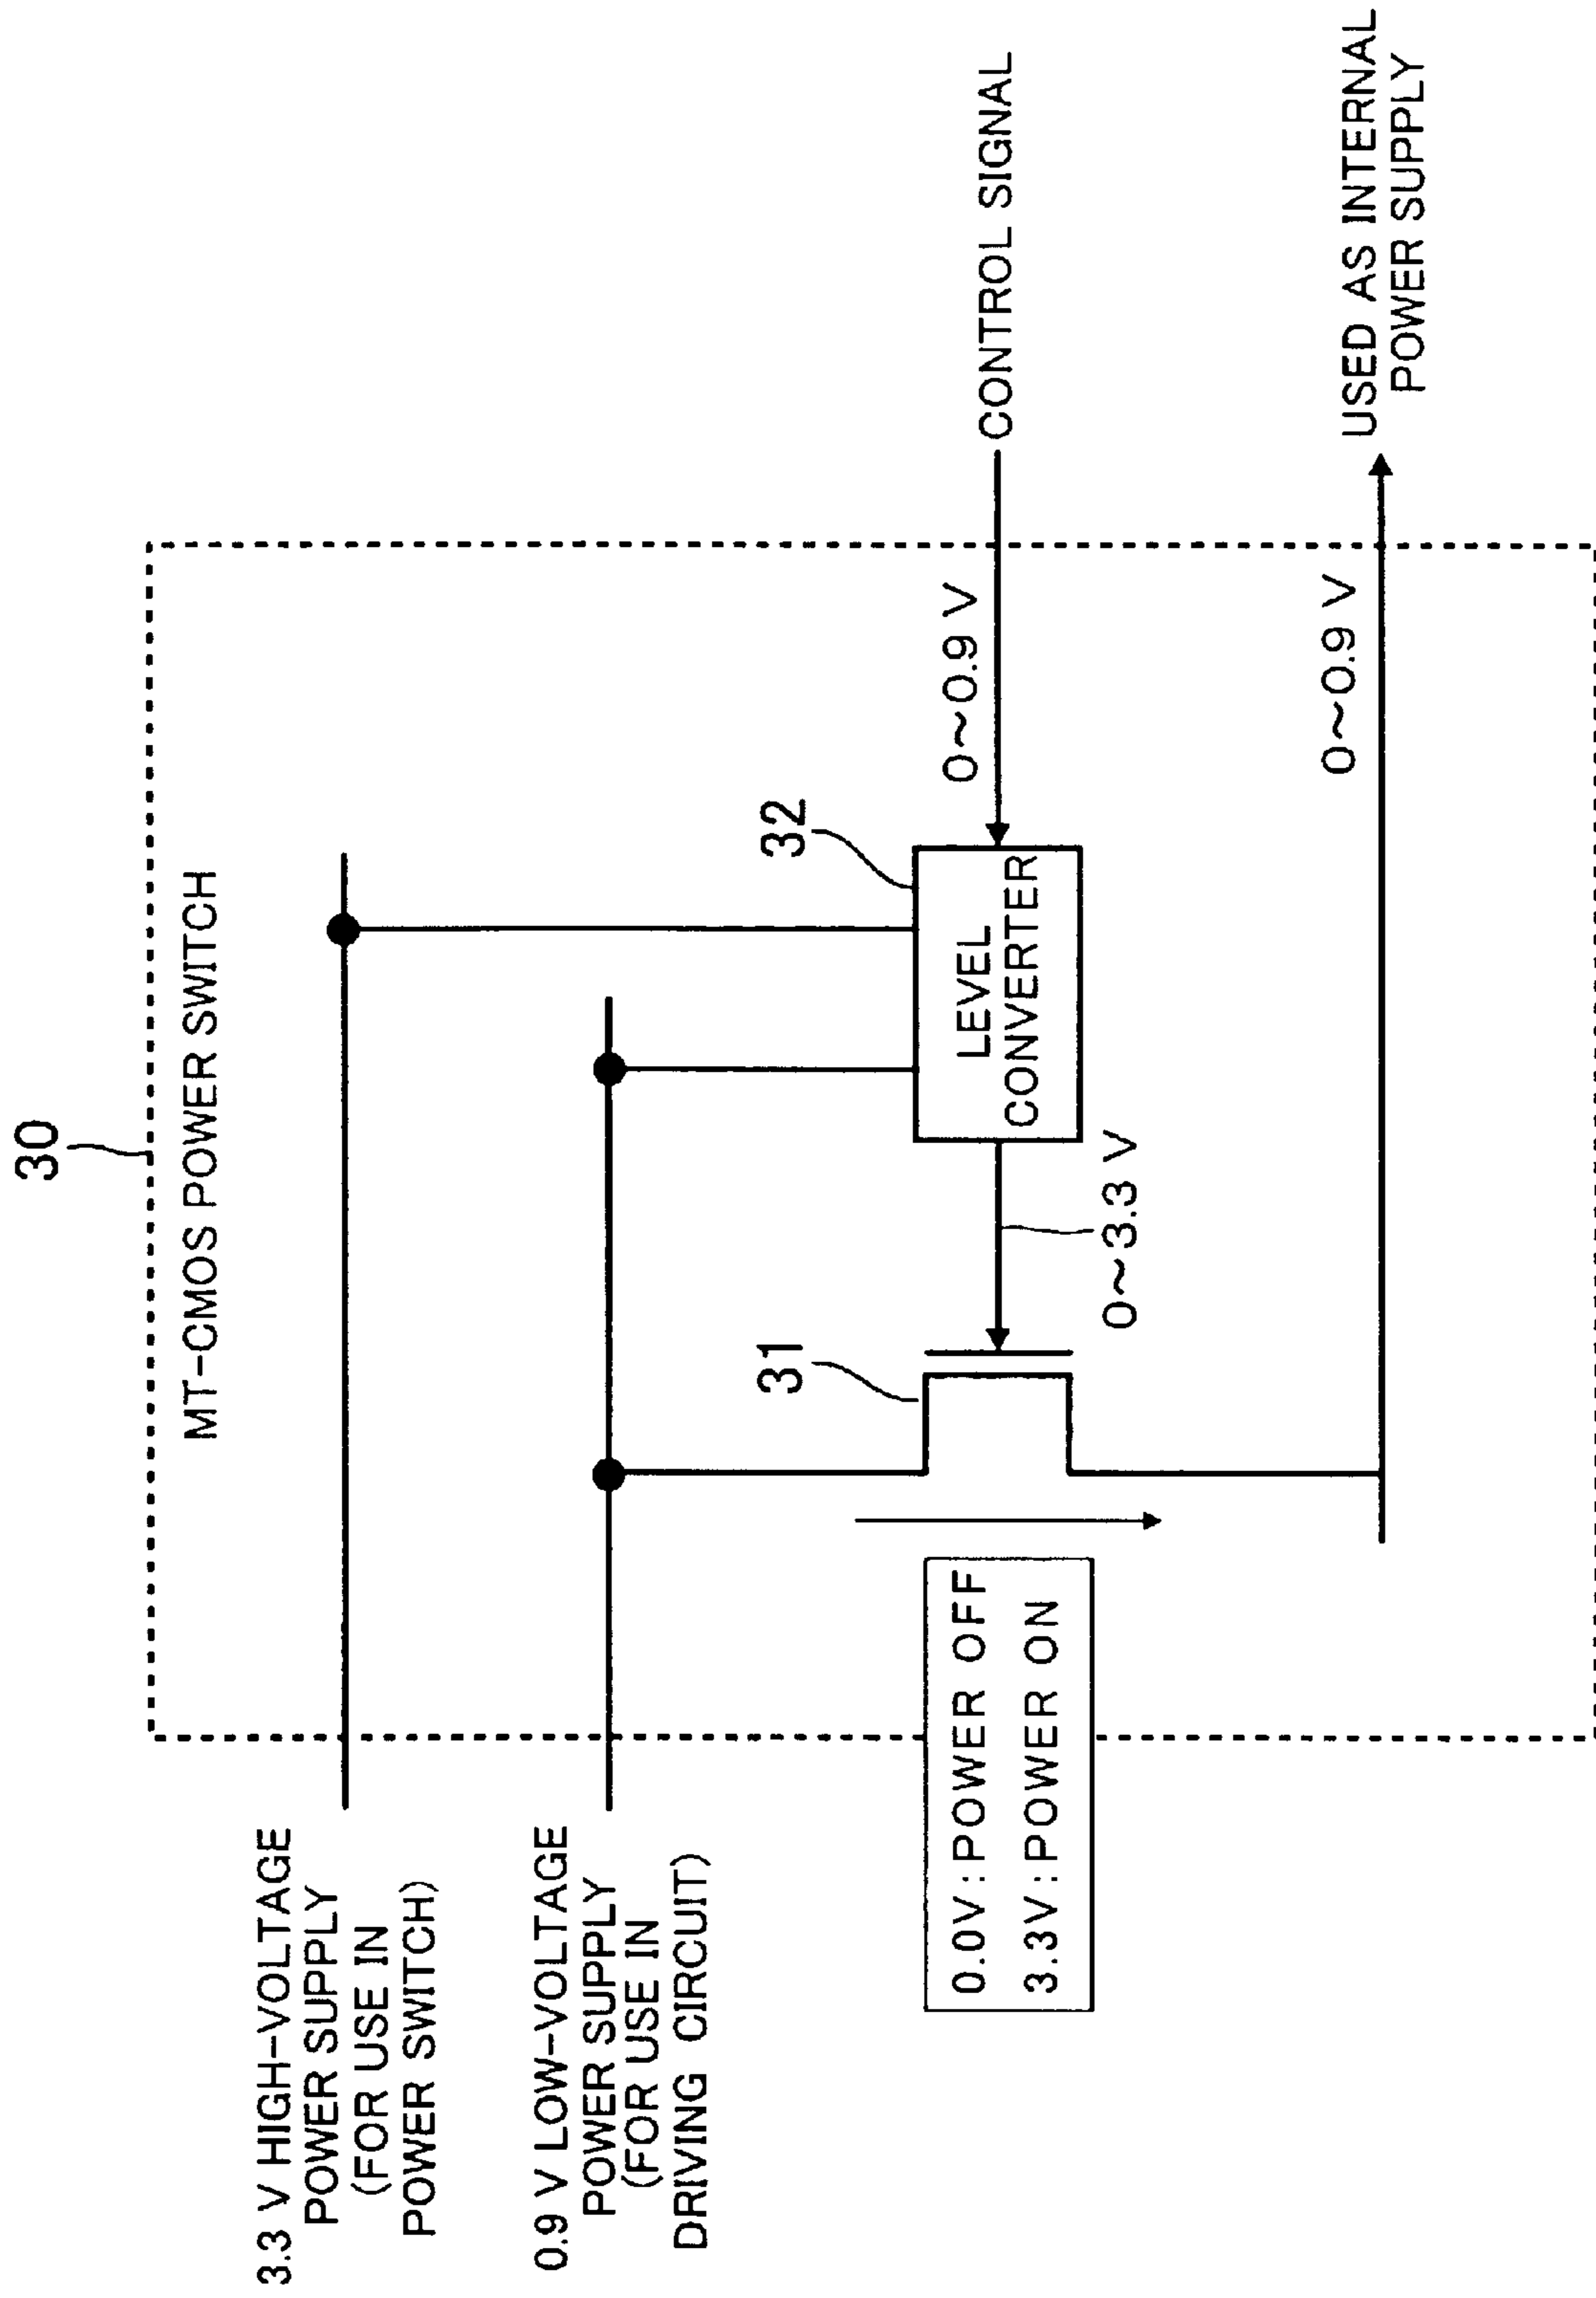 30
MT-CMOS POWER SWITCH
3.3 V HIGH-VOLTAGE
POWER SUPPLY
(FOR USE IN
POWER SWITCH)
0.9 V LOW-VOLTAGE
POWER SUPPLY
(FOR USE IN
DRIVING CIRCUIT)
31
32
LEVEL
CONVERTER
0~0.9 V
CONTROL SIGNAL
0~3.3 V
0.0V:POWER OFF
3.3V:POWER ON
0~0.9 V
USED AS INTERNAL
POWER SUPPLY